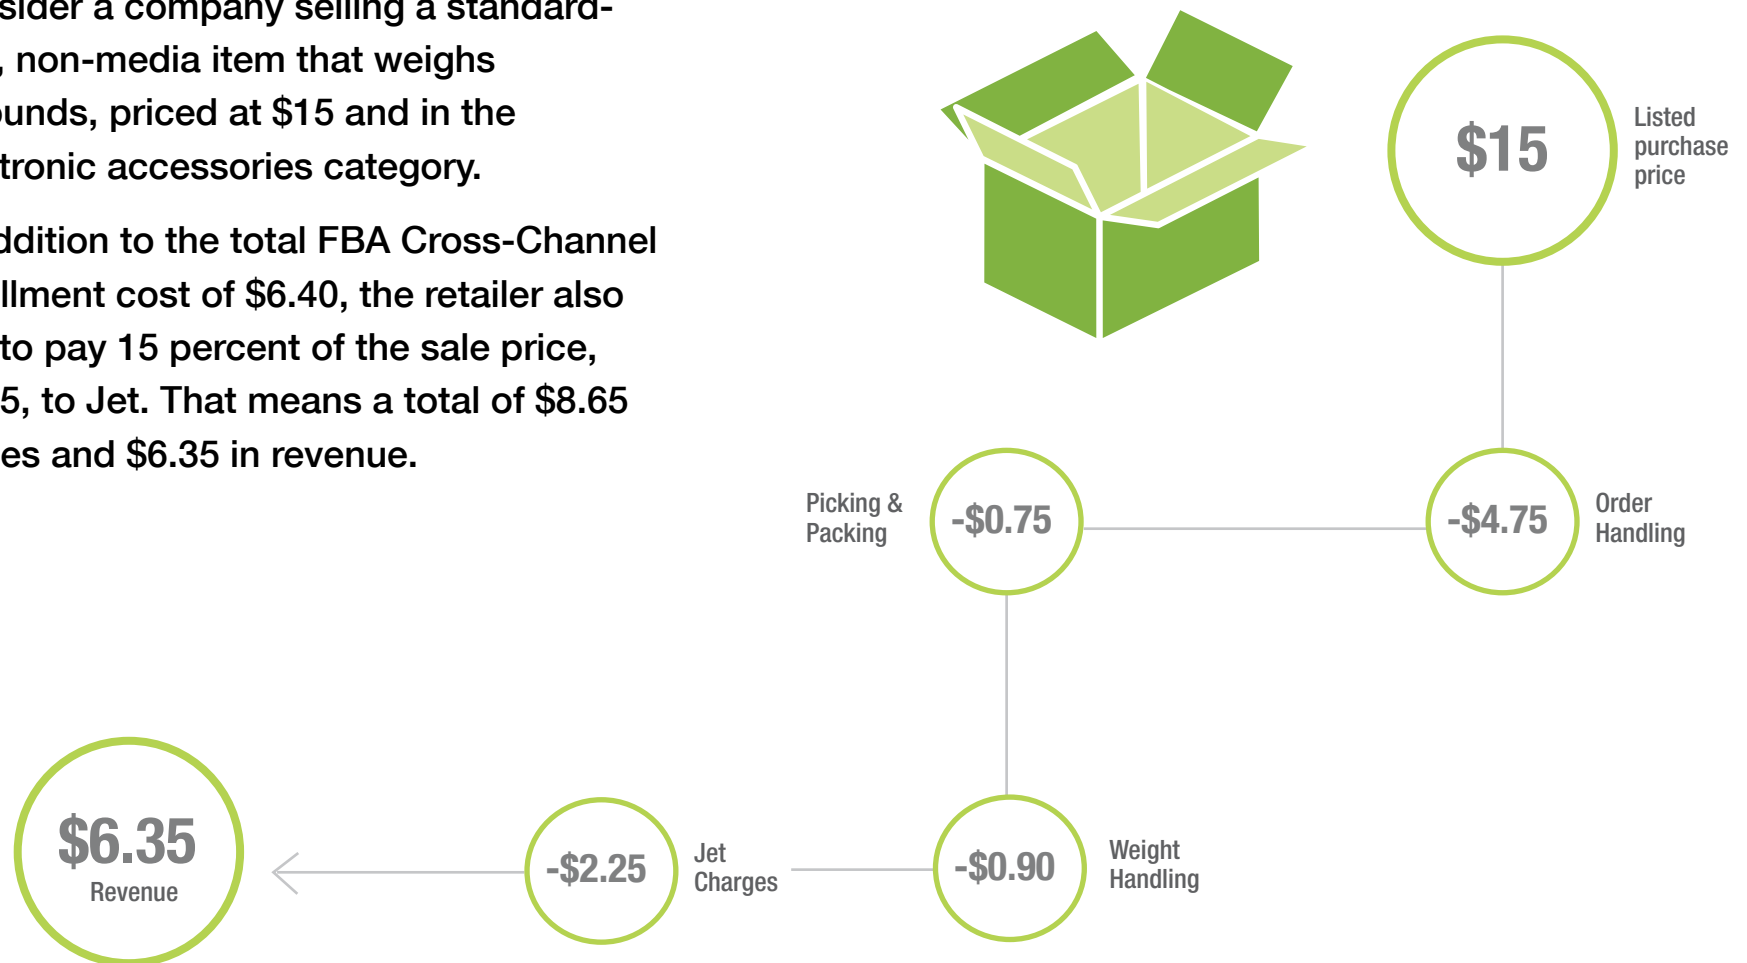 sider a company selling a standard-
, non-media item that weighs
ounds, priced at $15 and in the
tronic accessories category.
ddition to the total FBA Cross-Channel
illment cost of $6.40, the retailer also
to pay 15 percent of the sale price,
5, to Jet. That means a total of $8.65
es and $6.35 in revenue.
$15
Listed
purchase
price
-$4.75
Order
Handling
Picking &
Packing
-$0.75
-$0.90
Weight
Handling
-$2.25
Jet
Charges
$6.35
Revenue